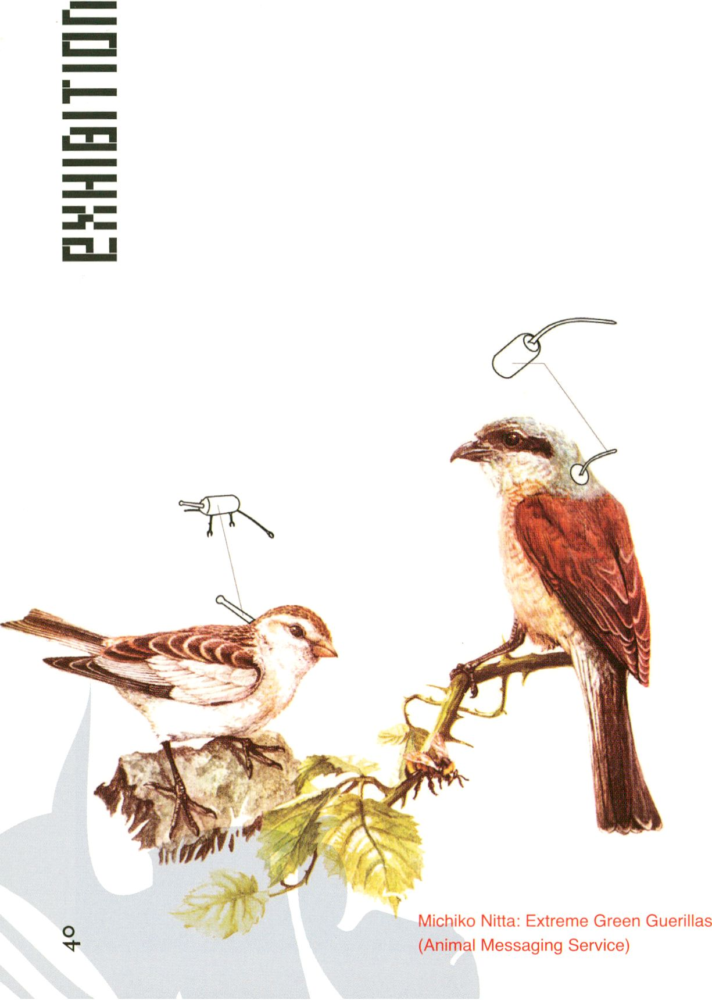 EXHIBITION
Michiko Nitta: Extreme Green Guerillas
(Animal Messaging Service)
40